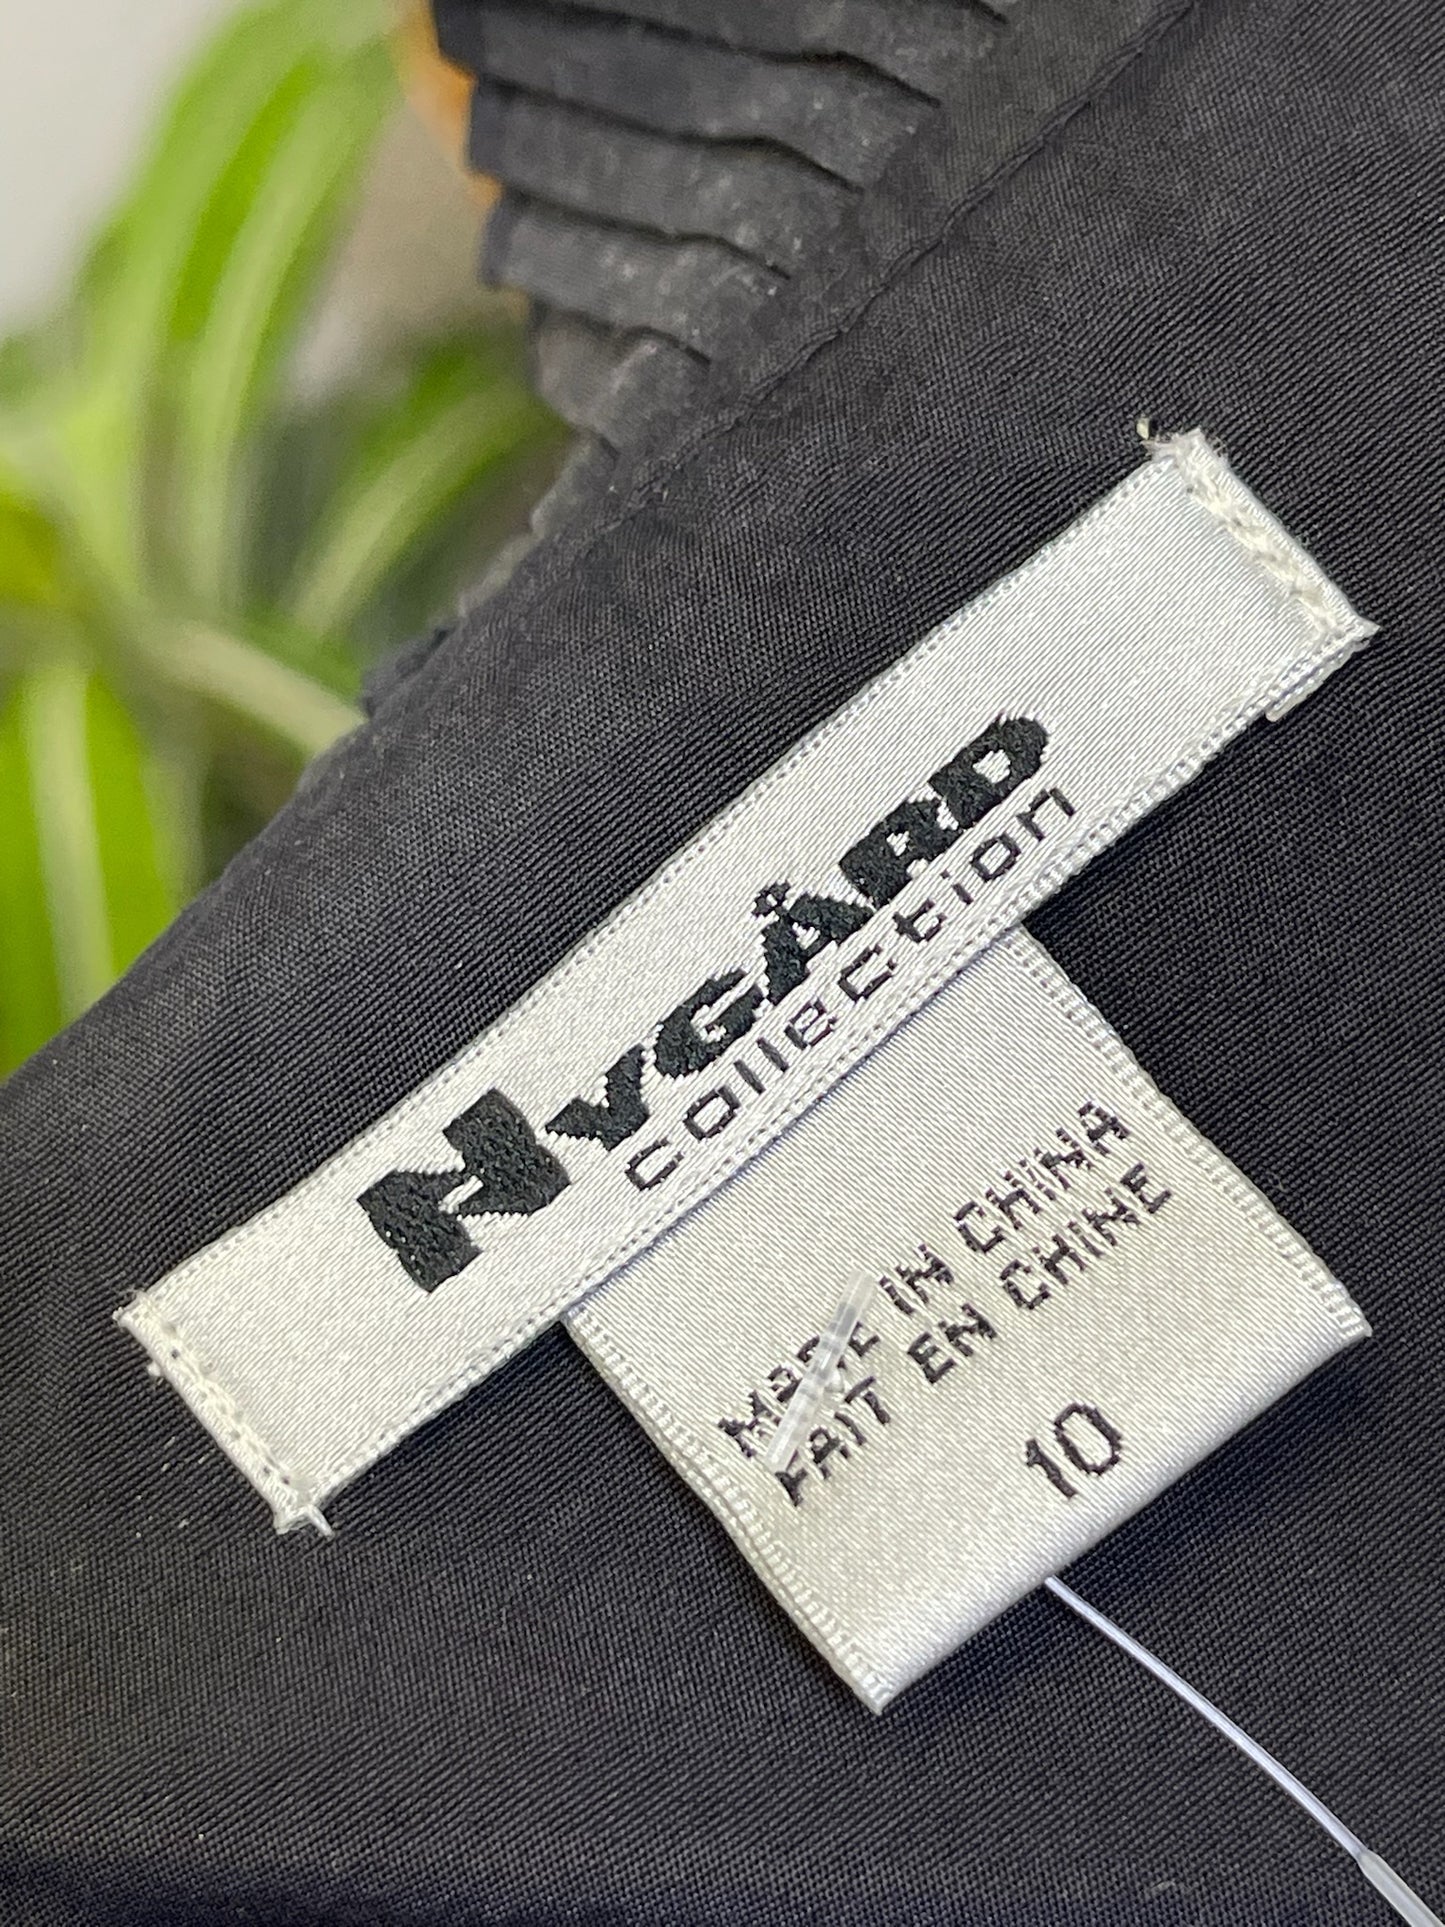 NYGÅRD
collection
MADE IN CHINA
FAIT EN CHINE
10